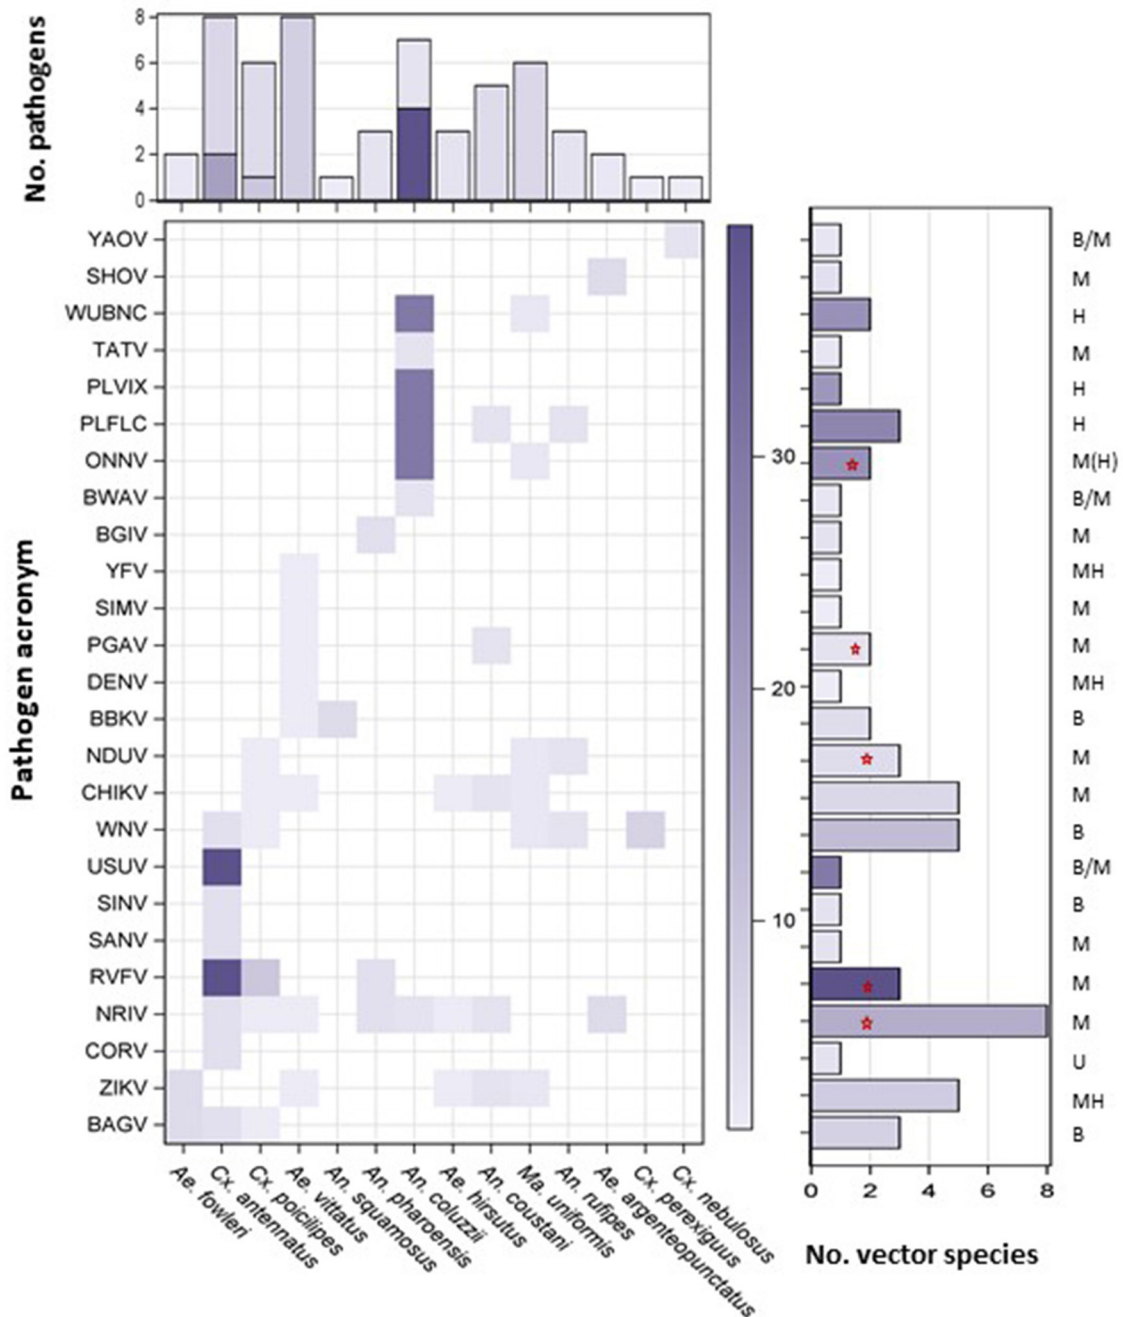 No. pathogens
8
6
4
2
0
Pathogen acronym
YAOV
SHOV
WUBNC
TATV
PLVIX
PLFLC
ONNV
BWAV
BGIV
YFV
SIMV
PGAV
DENV
BBKV
NDUV
CHIKV
WNV
USUV
SINV
SANV
RVFV
NRIV
CORV
ZIKV
BAGV
Ae. fowleri
Cx. antennatus
Cx. poicilipes
Ae. vittatus
An. squamosus
An. pharoensis
An. coluzzii
Ae. hirsutus
An. coustani
Ma. uniformis
An. rufipes
Ae. argenteopunctatus
Cx. perexiguus
Cx. nebulosus
30
20
10
B/M
M
H
M
H
H
M(H)
B/M
M
MH
M
M
MH
B
M
M
B
B/M
B
M
M
M
U
MH
B
0 2 4 6 8
No. vector species